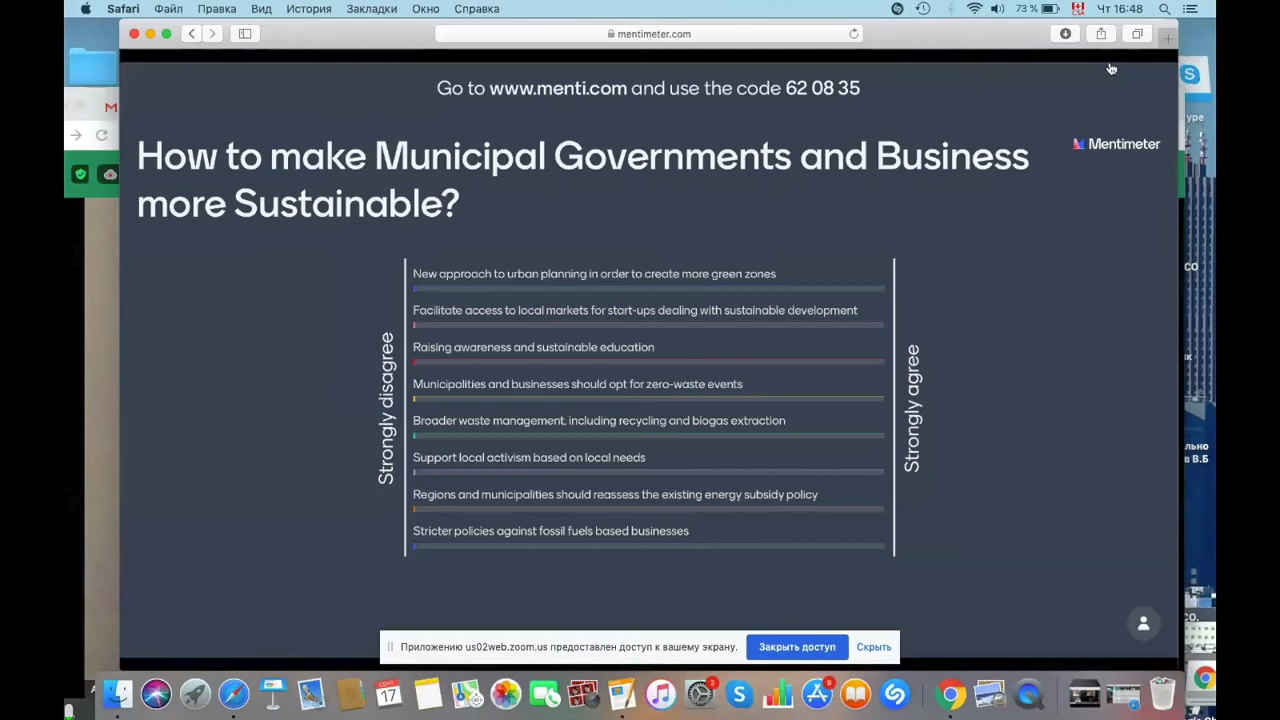 Safari Файл Правка Вид История Закладки Окно Справка 73 % Чт 16:48
mentimeter.com
Go to www.menti.com and use the code 62 08 35
Mentimeter
How to make Municipal Governments and Business
more Sustainable?
Strongly disagree
New approach to urban planning in order to create more green zones
Facilitate access to local markets for start-ups dealing with sustainable development
Raising awareness and sustainable education
Municipalities and businesses should opt for zero-waste events
Broader waste management, including recycling and biogas extraction
Support local activism based on local needs
Regions and municipalities should reassess the existing energy subsidy policy
Stricter policies against fossil fuels based businesses
Strongly agree
Приложению us02web.zoom.us предоставлен доступ к вашему экрану. Закрыть доступ Скрыть
СЕНТ
17